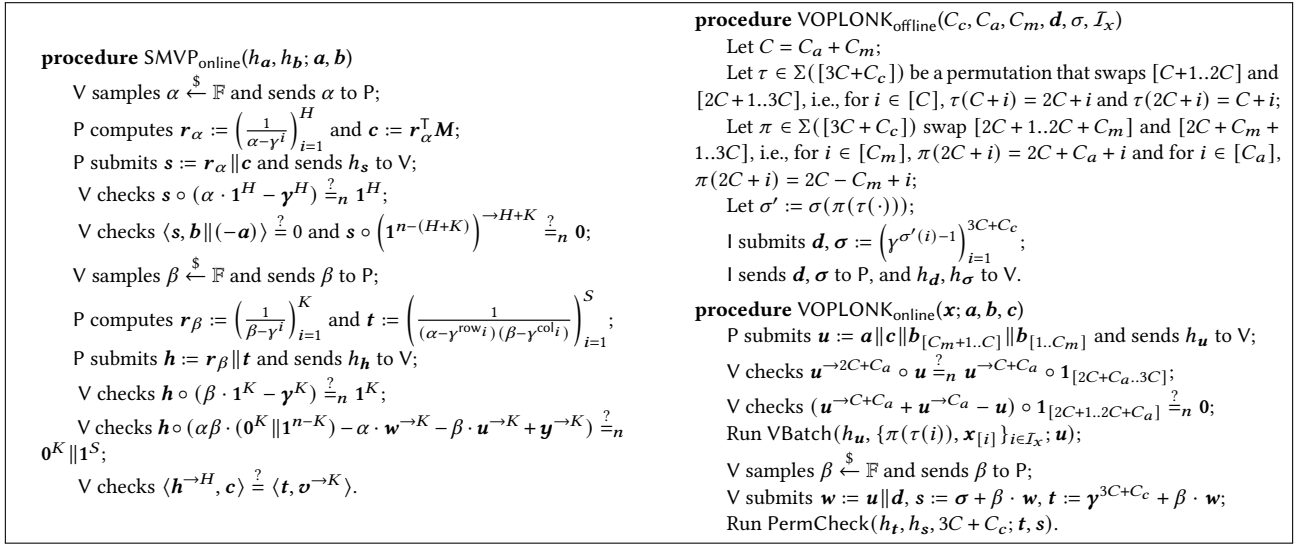 procedure SMVP_online(h_a, h_b; a, b)
V samples α ←$ 𝔽 and sends α to P;
P computes r_α := (1/(α−γ^i))_{i=1}^{H} and c := r_α^⊤ M;
P submits s := r_α∥c and sends h_s to V;
V checks s ∘ (α · 1^H − γ^H) ≟_n 1^H;
V checks ⟨s, b∥(−a)⟩ ≟ 0 and s ∘ (1^{n−(H+K)})^{→H+K} ≟_n 0;
V samples β ←$ 𝔽 and sends β to P;
P computes r_β := (1/(β−γ^i))_{i=1}^{K} and t := (1/((α−γ^{row_i})(β−γ^{col_i})))_{i=1}^{S};
P submits h := r_β∥t and sends h_h to V;
V checks h ∘ (β · 1^K − γ^K) ≟_n 1^K;
V checks h∘(αβ · (0^K∥1^{n−K}) − α · w^{→K} − β · u^{→K} + y^{→K}) ≟_n
0^K∥1^S;
V checks ⟨h^{→H}, c⟩ ≟ ⟨t, v^{→K}⟩.
procedure VOPLONK_offline(C_c, C_a, C_m, d, σ, I_x)
Let C = C_a + C_m;
Let τ ∈ Σ([3C+C_c]) be a permutation that swaps [C+1..2C] and
[2C + 1..3C], i.e., for i ∈ [C], τ(C+i) = 2C+i and τ(2C+i) = C+i;
Let π ∈ Σ([3C + C_c]) swap [2C + 1..2C + C_m] and [2C + C_m +
1..3C], i.e., for i ∈ [C_m], π(2C + i) = 2C + C_a + i and for i ∈ [C_a],
π(2C + i) = 2C − C_m + i;
Let σ′ := σ(π(τ(·)));
I submits d, σ := (γ^{σ′(i)−1})_{i=1}^{3C+C_c};
I sends d, σ to P, and h_d, h_σ to V.
procedure VOPLONK_online(x; a, b, c)
P submits u := a∥c∥b_{[C_m+1..C]}∥b_{[1..C_m]} and sends h_u to V;
V checks u^{→2C+C_a} ∘ u ≟_n u^{→C+C_a} ∘ 1_{[2C+C_a..3C]};
V checks (u^{→C+C_a} + u^{→C_a} − u) ∘ 1_{[2C+1..2C+C_a]} ≟_n 0;
Run VBatch(h_u, {π(τ(i)), x_{[i]}}_{i∈I_x}; u);
V samples β ←$ 𝔽 and sends β to P;
V submits w := u∥d, s := σ + β · w, t := γ^{3C+C_c} + β · w;
Run PermCheck(h_t, h_s, 3C + C_c; t, s).